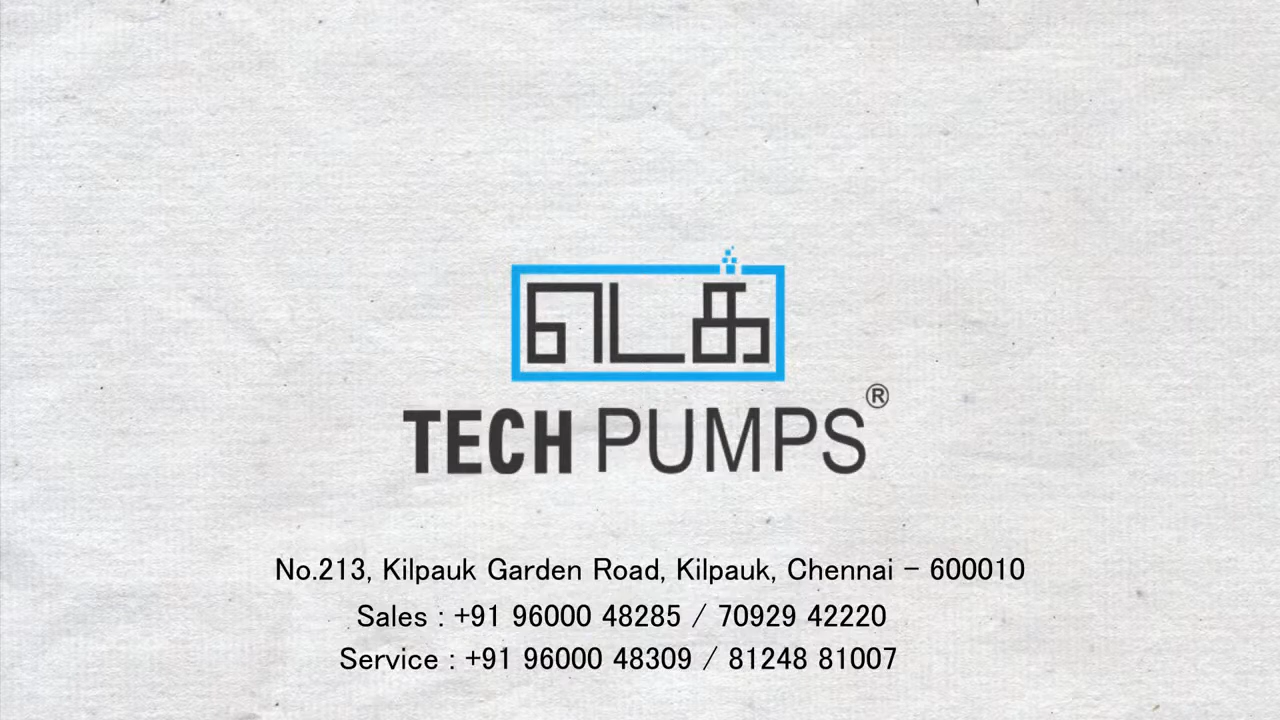 டெக்
TECH PUMPS®
No.213, Kilpauk Garden Road, Kilpauk, Chennai - 600010
Sales : +91 96000 48285 / 70929 42220
Service : +91 96000 48309 / 81248 81007